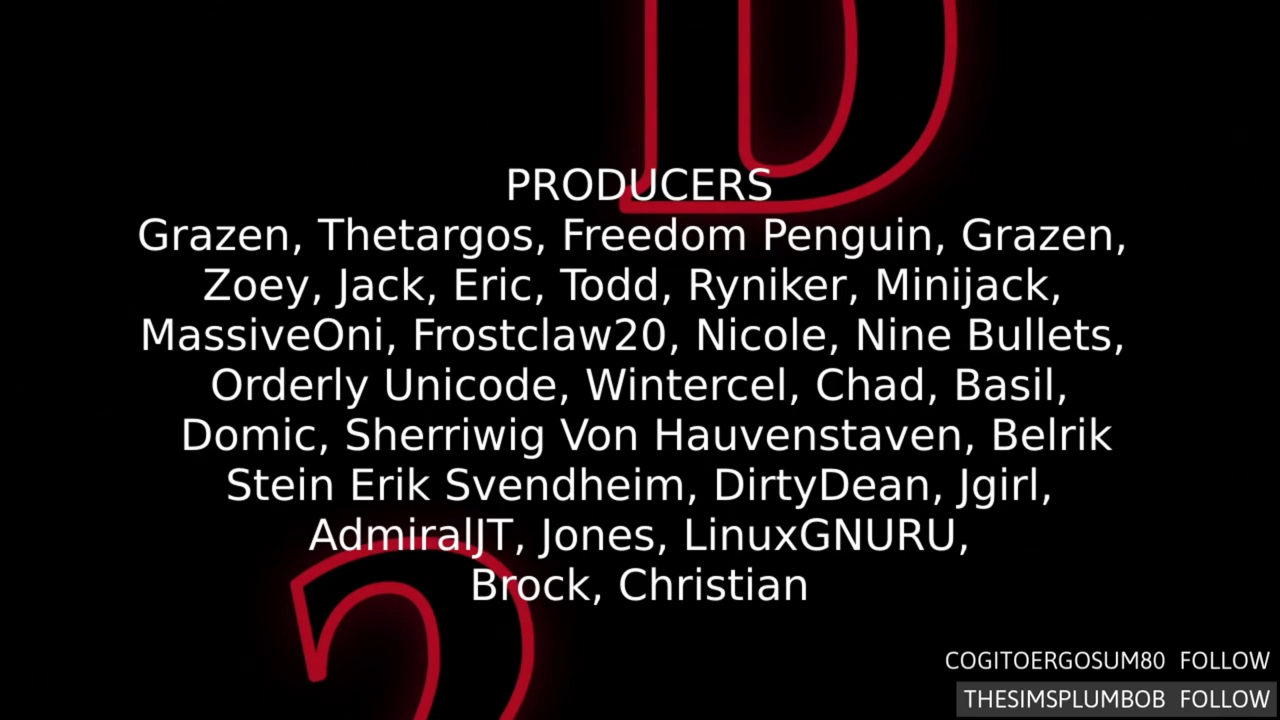 PRODUCERS
Grazen, Thetargos, Freedom Penguin, Grazen,
Zoey, Jack, Eric, Todd, Ryniker, Minijack,
MassiveOni, Frostclaw20, Nicole, Nine Bullets,
Orderly Unicode, Wintercel, Chad, Basil,
Domic, Sherriwig Von Hauvenstaven, Belrik
Stein Erik Svendheim, DirtyDean, Jgirl,
AdmiralJT, Jones, LinuxGNURU,
Brock, Christian
COGITOERGOSUM80 FOLLOW
THESIMSPLUMBOB FOLLOW